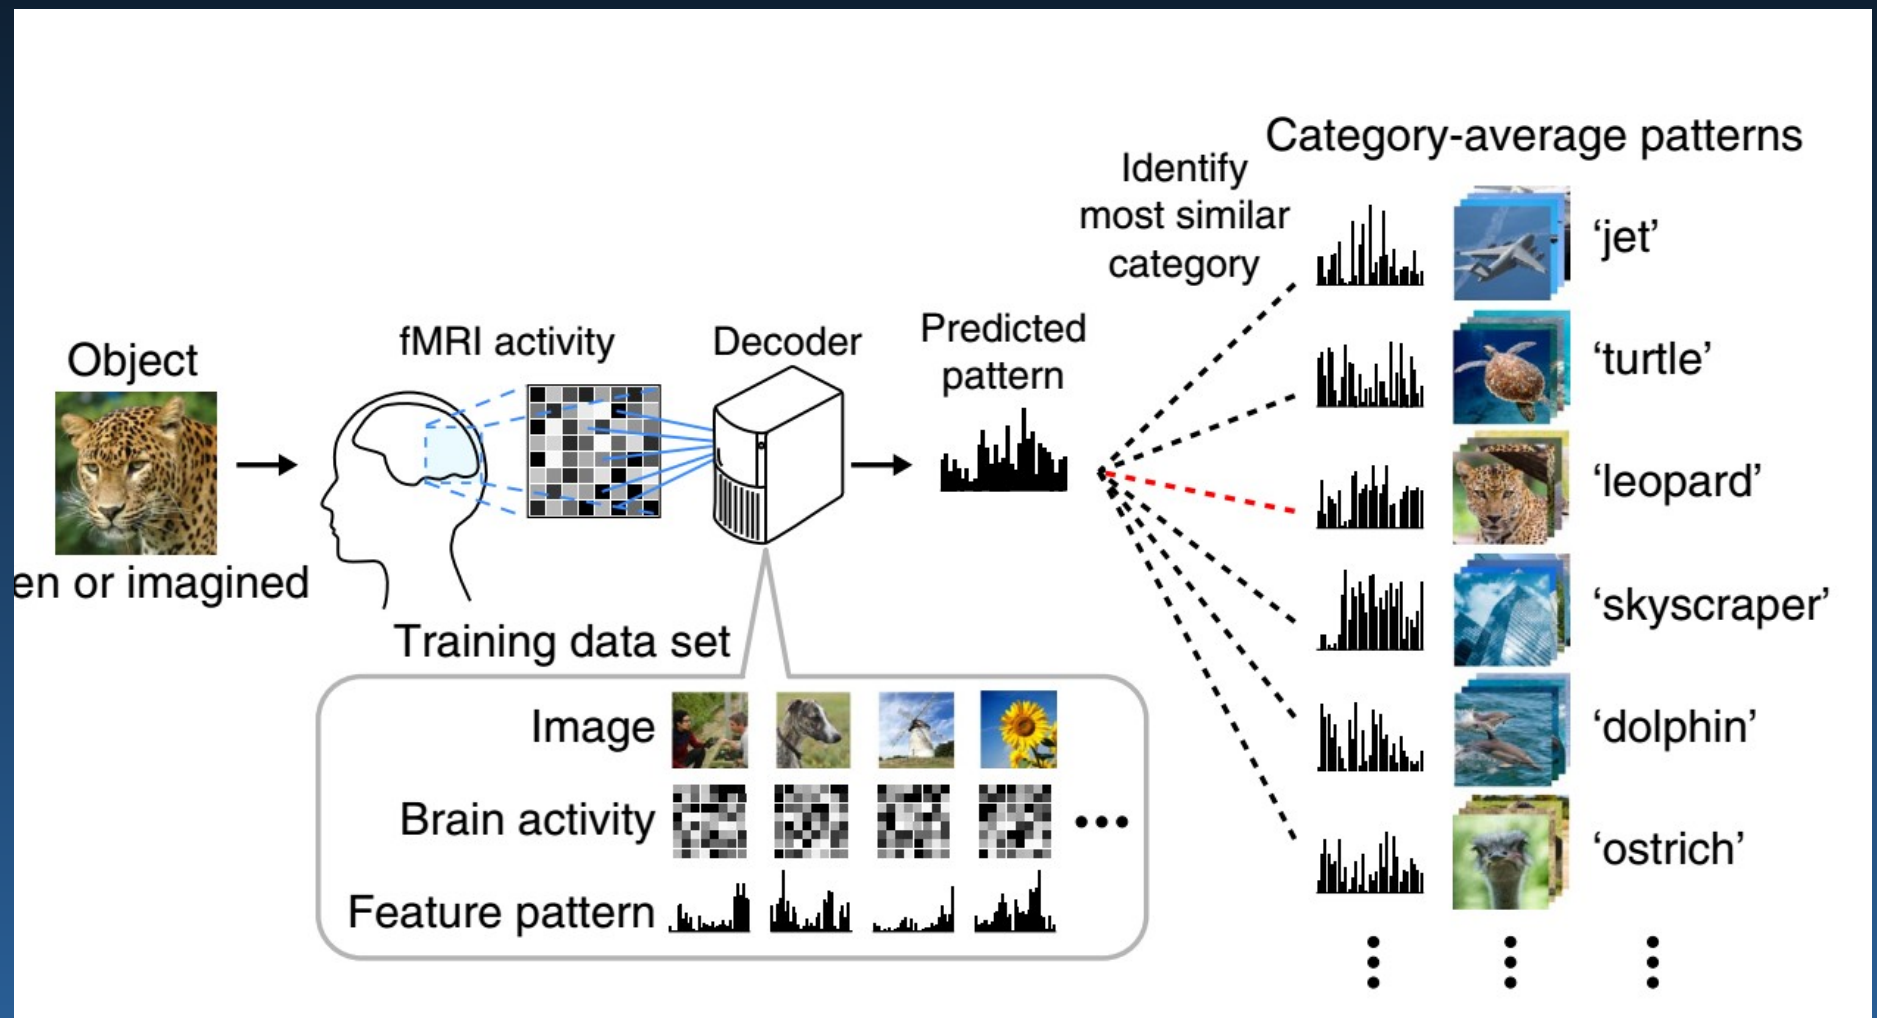 Category-average patterns
Identify
most similar
category
‘jet’
Object
fMRI activity
Decoder
Predicted
pattern
‘turtle’
‘leopard’
en or imagined
‘skyscraper’
Training data set
Image
‘dolphin’
Brain activity
‘ostrich’
Feature pattern